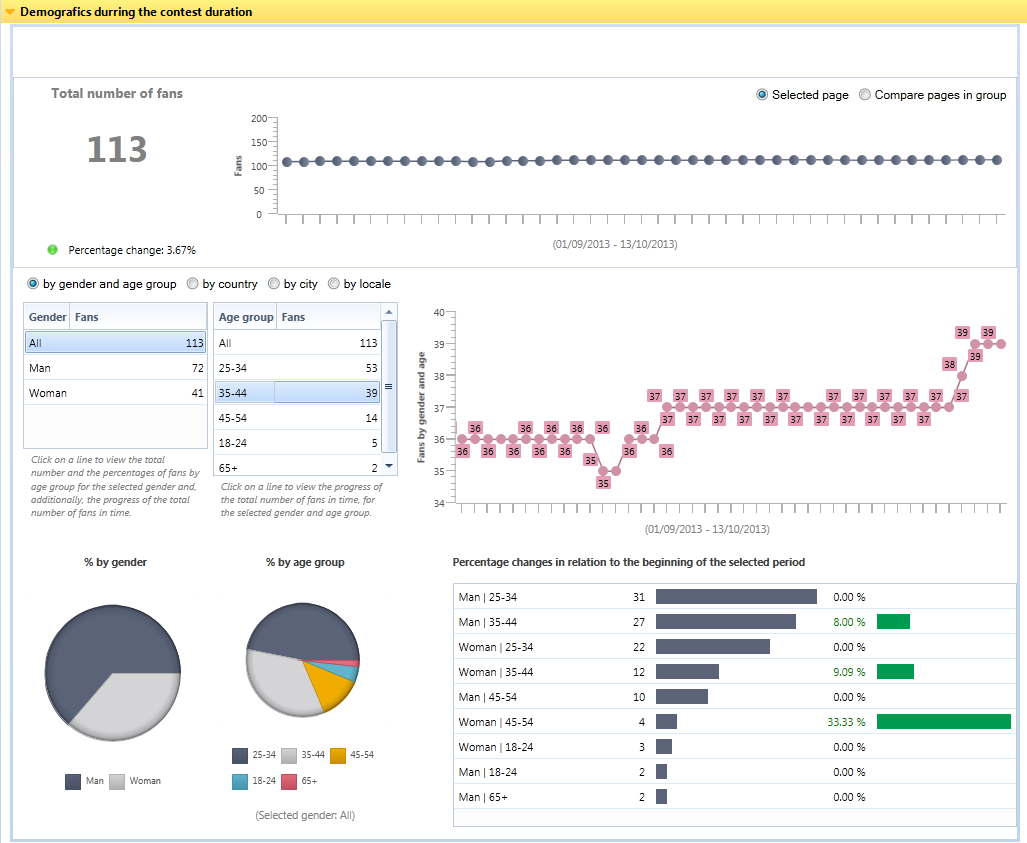 Demografics durring the contest duration
Total number of fans
Selected page Compare pages in group
113
200
150
100
50
0
Fans
(01/09/2013 - 13/10/2013)
Percentage change: 3.67%
by gender and age group by country by city by locale
Gender Fans
All 113
Man 72
Woman 41
Click on a line to view the total
number and the percentages of fans by
age group for the selected gender and,
additionally, the progress of the total
number of fans in time.
Age group Fans
All 113
25-34 53
35-44 39
45-54 14
18-24 5
65+ 2
Click on a line to view the progress of
the total number of fans in time, for
the selected gender and age group.
Fans by gender and age
40
39
38
37
36
35
34
39 39
39
38
37
37 37 37 37 37 37 37 37 37 37 37 37
37 37 37 37 37 37 37 37 37 37 37
36 36 36 36 36
36 36 36 36 36 36 36
35
35
(01/09/2013 - 13/10/2013)
% by gender
Man Woman
% by age group
25-34 35-44 45-54
18-24 65+
(Selected gender: All)
Percentage changes in relation to the beginning of the selected period
Man | 25-34 31 0.00 %
Man | 35-44 27 8.00 %
Woman | 25-34 22 0.00 %
Woman | 35-44 12 9.09 %
Man | 45-54 10 0.00 %
Woman | 45-54 4 33.33 %
Woman | 18-24 3 0.00 %
Man | 18-24 2 0.00 %
Man | 65+ 2 0.00 %